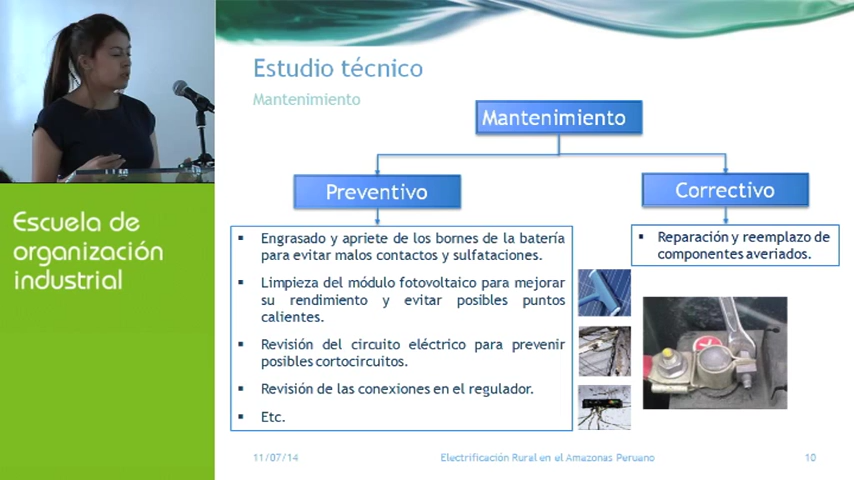 Estudio técnico
Mantenimiento
Mantenimiento
Preventivo
Correctivo
▪ Engrasado y apriete de los bornes de la batería
para evitar malos contactos y sulfataciones.
▪ Limpieza del módulo fotovoltaico para mejorar
su rendimiento y evitar posibles puntos
calientes.
▪ Revisión del circuito eléctrico para prevenir
posibles cortocircuitos.
▪ Revisión de las conexiones en el regulador.
▪ Etc.
▪ Reparación y reemplazo de
componentes averiados.
Escuela de
organización
industrial
11/07/14
Electrificación Rural en el Amazonas Peruano
10